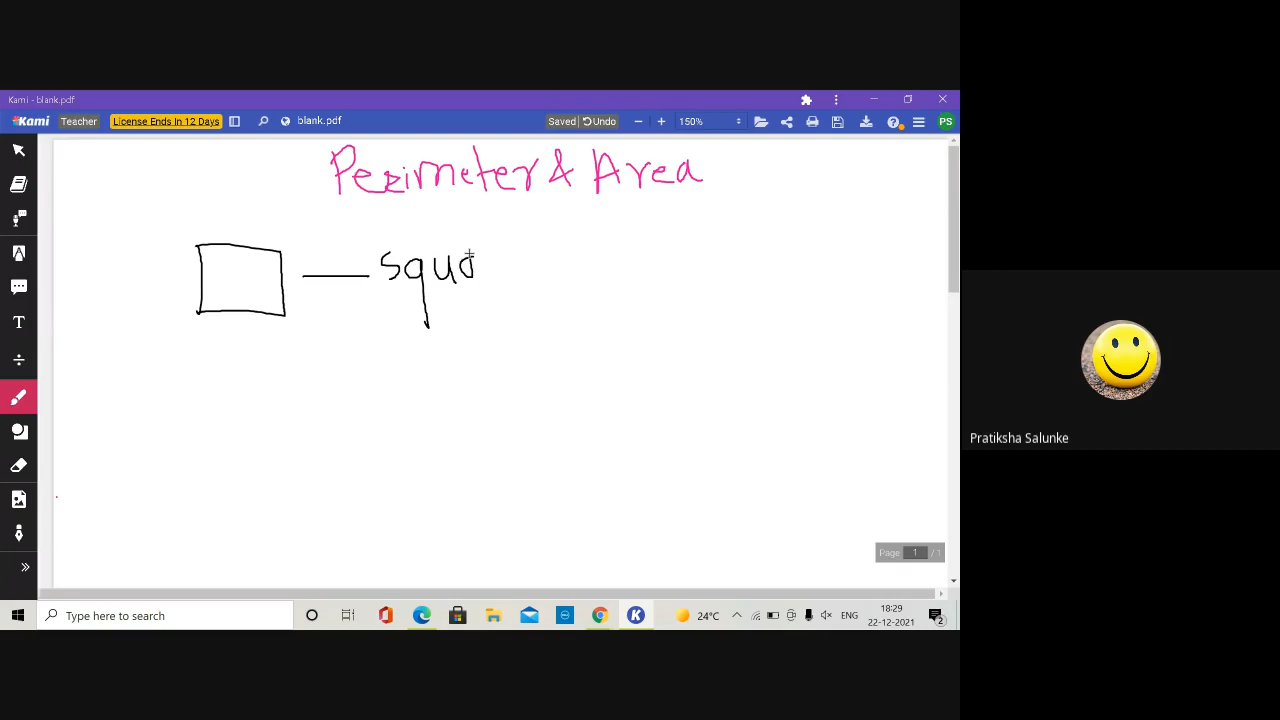 Kami - blank.pdf
Kami Teacher License Ends In 12 Days blank.pdf Saved Undo 150% PS
Perimeter & Area
squa
T
Pratiksha Salunke
Page 1 / 1
Type here to search
24°C ENG 18:29
22-12-2021 2